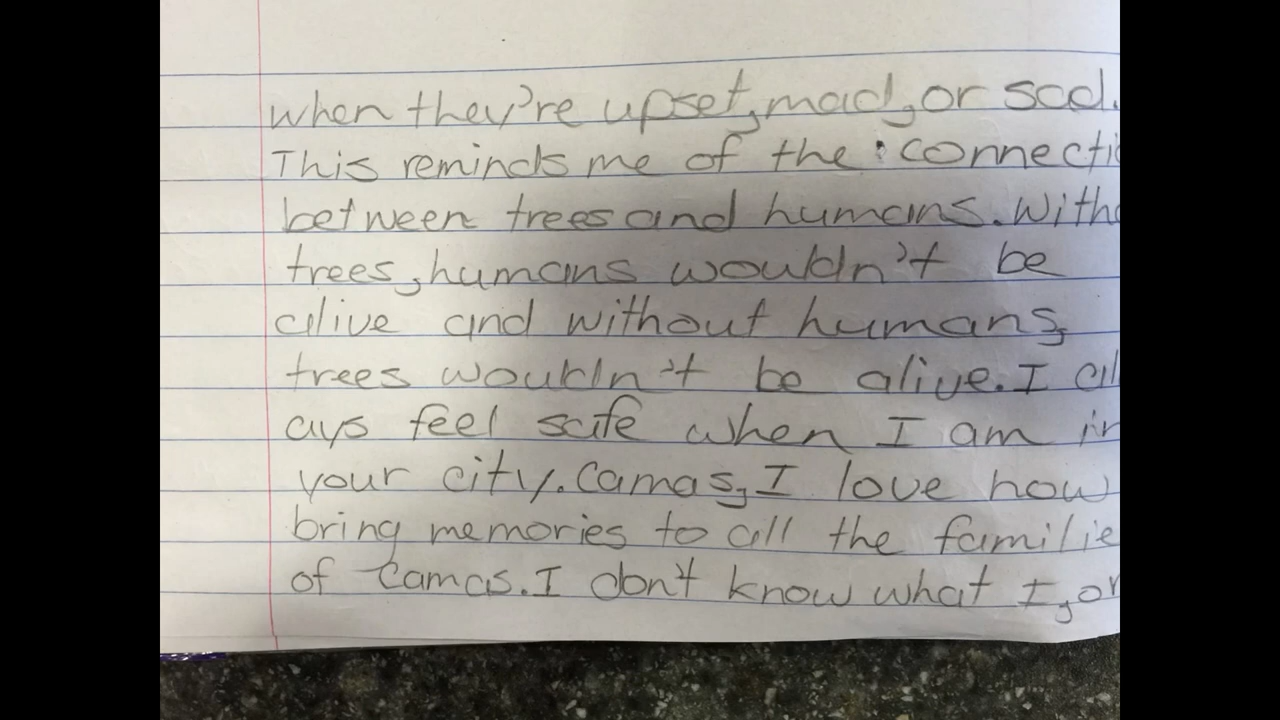 when they're upset, mad, or sad.
This reminds me of the connecti
between trees and humans. Witho
trees, humans wouldn't be
alive and without humans,
trees wouldn't be alive. I al
ays feel safe when I am in
your city. Camas, I love how
bring memories to all the familie
of Camas. I don't know what I, or